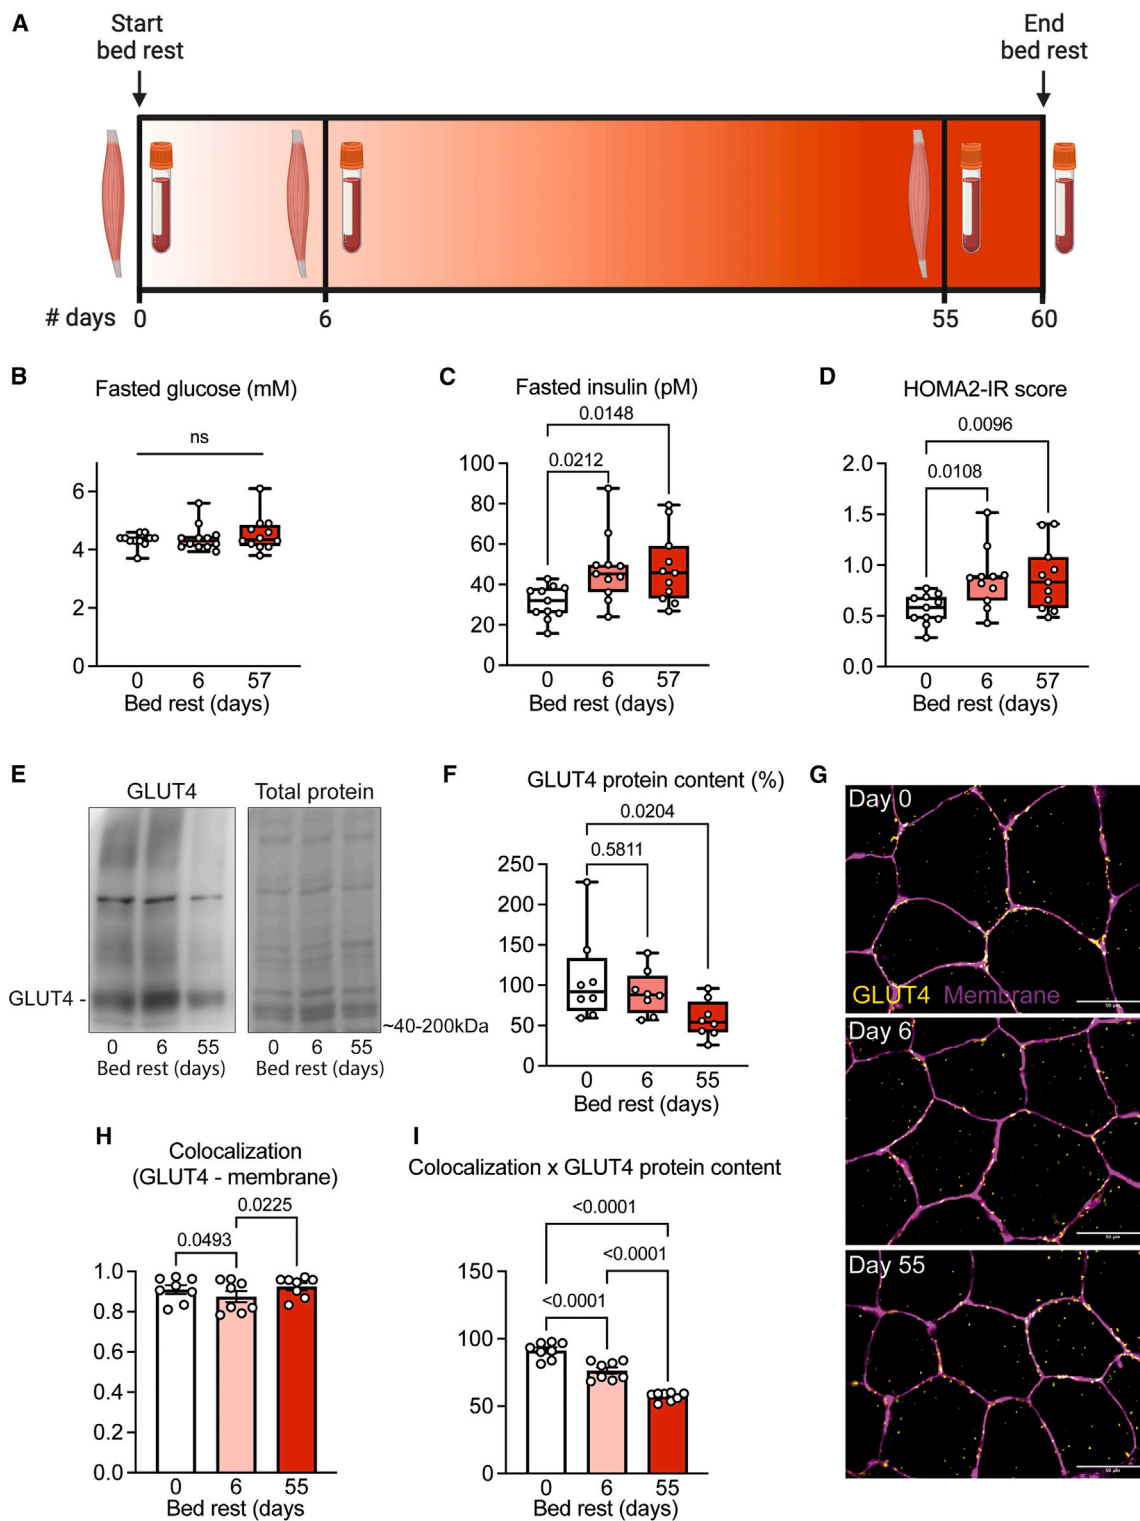 A
Start
bed rest
End
bed rest
# days
0
6
55
60
B
Fasted glucose (mM)
ns
6
4
2
0
0 6 57
Bed rest (days)
C
Fasted insulin (pM)
0.0148
0.0212
100
80
60
40
20
0
0 6 57
Bed rest (days)
D
HOMA2-IR score
0.0096
0.0108
2.0
1.5
1.0
0.5
0.0
0 6 57
Bed rest (days)
E
GLUT4
Total protein
GLUT4 -
~40-200kDa
0 6 55
Bed rest (days)
0 6 55
Bed rest (days)
F
GLUT4 protein content (%)
0.0204
0.5811
250
200
150
100
50
0
0 6 55
Bed rest (days)
G
Day 0
GLUT4 Membrane
50 µm
Day 6
50 µm
Day 55
50 µm
H
Colocalization
(GLUT4 - membrane)
0.0225
0.0493
1.0
0.8
0.6
0.4
0.2
0.0
0 6 55
Bed rest (days
I
Colocalization x GLUT4 protein content
<0.0001
<0.0001
<0.0001
150
100
50
0
0 6 55
Bed rest (days)